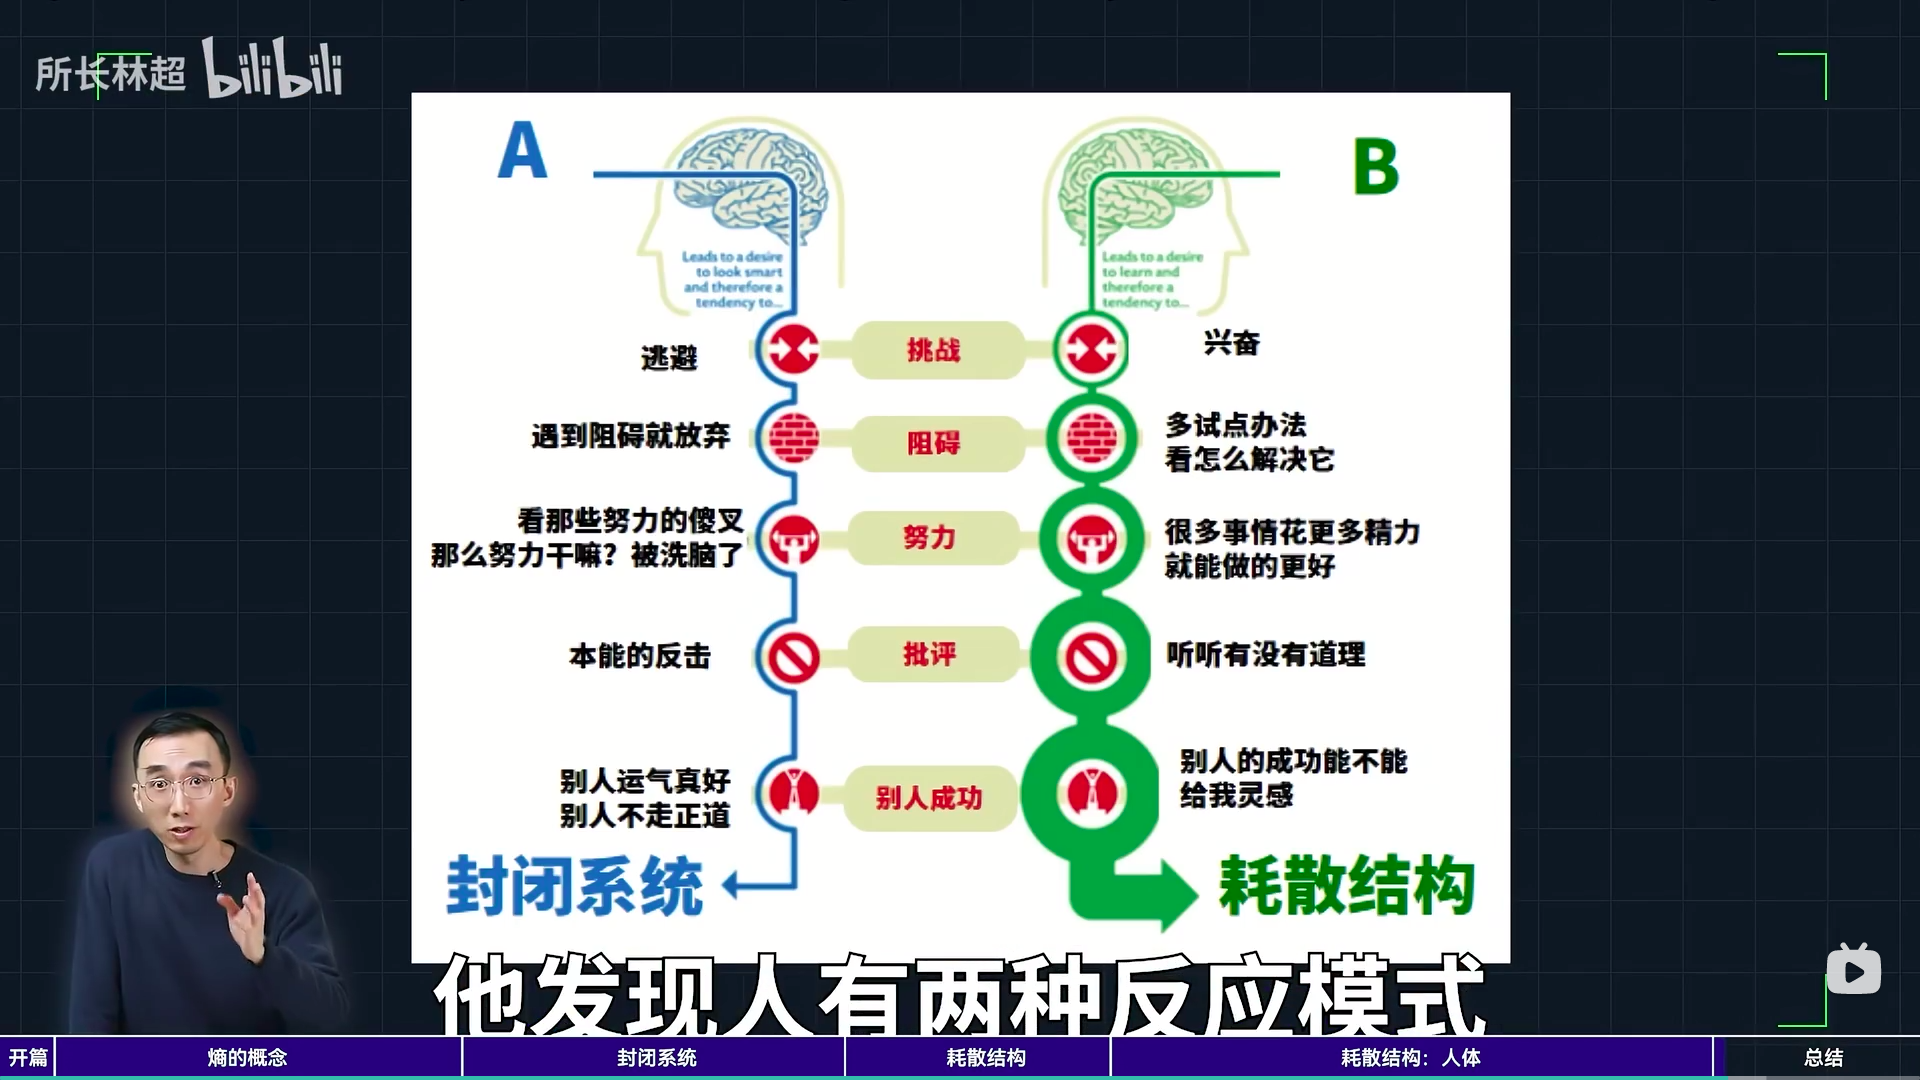 所长林超 bilibili
A
B
Leads to a desire
to look smart
and therefore a
tendency to...
Leads to a desire
to learn and
therefore a
tendency to...
逃避
挑战
兴奋
遇到阻碍就放弃
阻碍
多试点办法
看怎么解决它
看那些努力的傻叉
那么努力干嘛？被洗脑了
努力
很多事情花更多精力
就能做的更好
本能的反击
批评
听听有没有道理
别人运气真好
别人不走正道
别人成功
别人的成功能不能
给我灵感
封闭系统
耗散结构
他发现人有两种反应模式
开篇
熵的概念
封闭系统
耗散结构
耗散结构：人体
总结